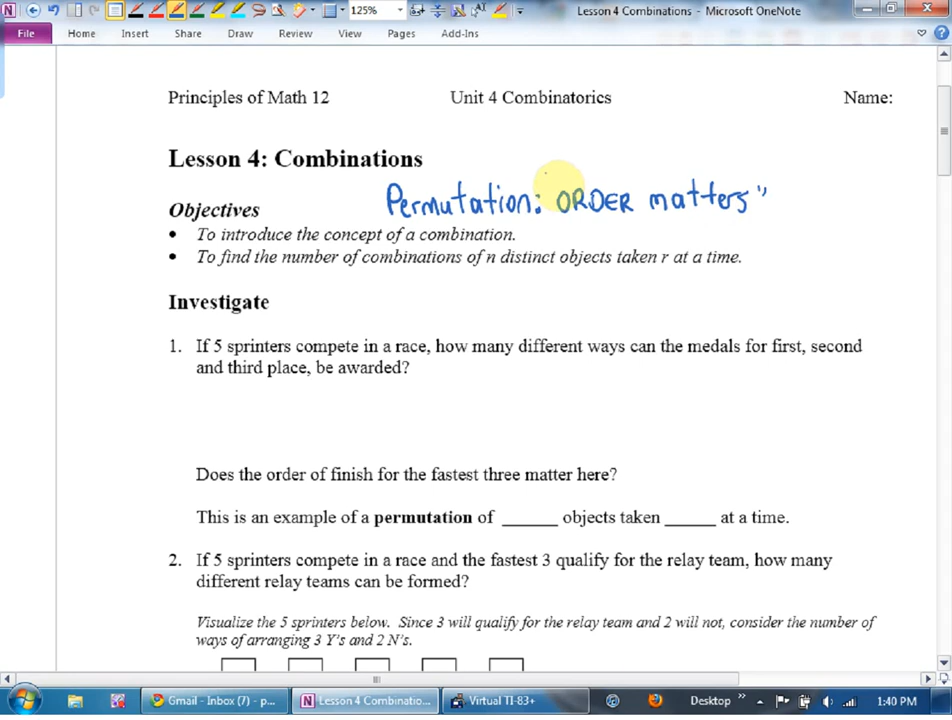 125%
Lesson 4 Combinations - Microsoft OneNote
File Home Insert Share Draw Review View Pages Add-Ins
Principles of Math 12 Unit 4 Combinatorics Name:
Lesson 4: Combinations
Permutation: ORDER matters"
Objectives
• To introduce the concept of a combination.
• To find the number of combinations of n distinct objects taken r at a time.
Investigate
1. If 5 sprinters compete in a race, how many different ways can the medals for first, second
and third place, be awarded?
Does the order of finish for the fastest three matter here?
This is an example of a permutation of ______ objects taken ______ at a time.
2. If 5 sprinters compete in a race and the fastest 3 qualify for the relay team, how many
different relay teams can be formed?
Visualize the 5 sprinters below. Since 3 will qualify for the relay team and 2 will not, consider the number of
ways of arranging 3 Y's and 2 N's.
Gmail - Inbox (7) - p... Lesson 4 Combinatio... Virtual TI-83+ Desktop » 1:40 PM